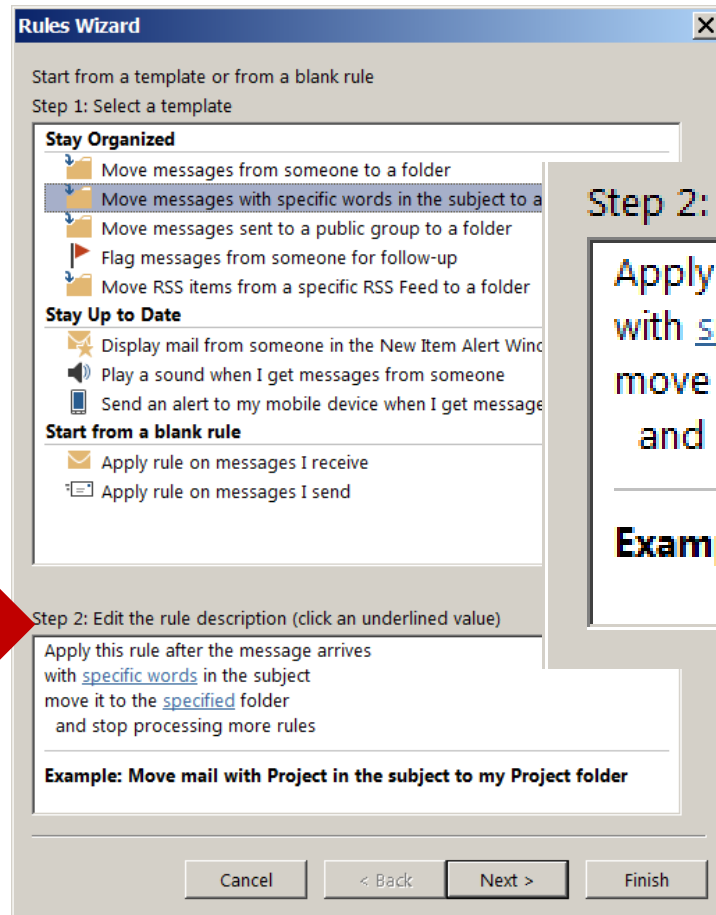 Rules Wizard
Start from a template or from a blank rule
Step 1: Select a template
Stay Organized
Move messages from someone to a folder
Move messages with specific words in the subject to a
Move messages sent to a public group to a folder
Flag messages from someone for follow-up
Move RSS items from a specific RSS Feed to a folder
Stay Up to Date
Display mail from someone in the New Item Alert
Play a sound when I get messages from someone
Send an alert to my mobile device when I get message
Start from a blank rule
Apply rule on messages I receive
Apply rule on messages I send
Step 2: Edit the rule description (click an underlined value)
Apply this rule after the message arrives
with specific words in the subject
move it to the specified folder
and stop processing more rules
Example: Move mail with Project in the subject to my Project folder
Cancel
< Back
Next >
Finish
Step 2:
Apply
with
move
and